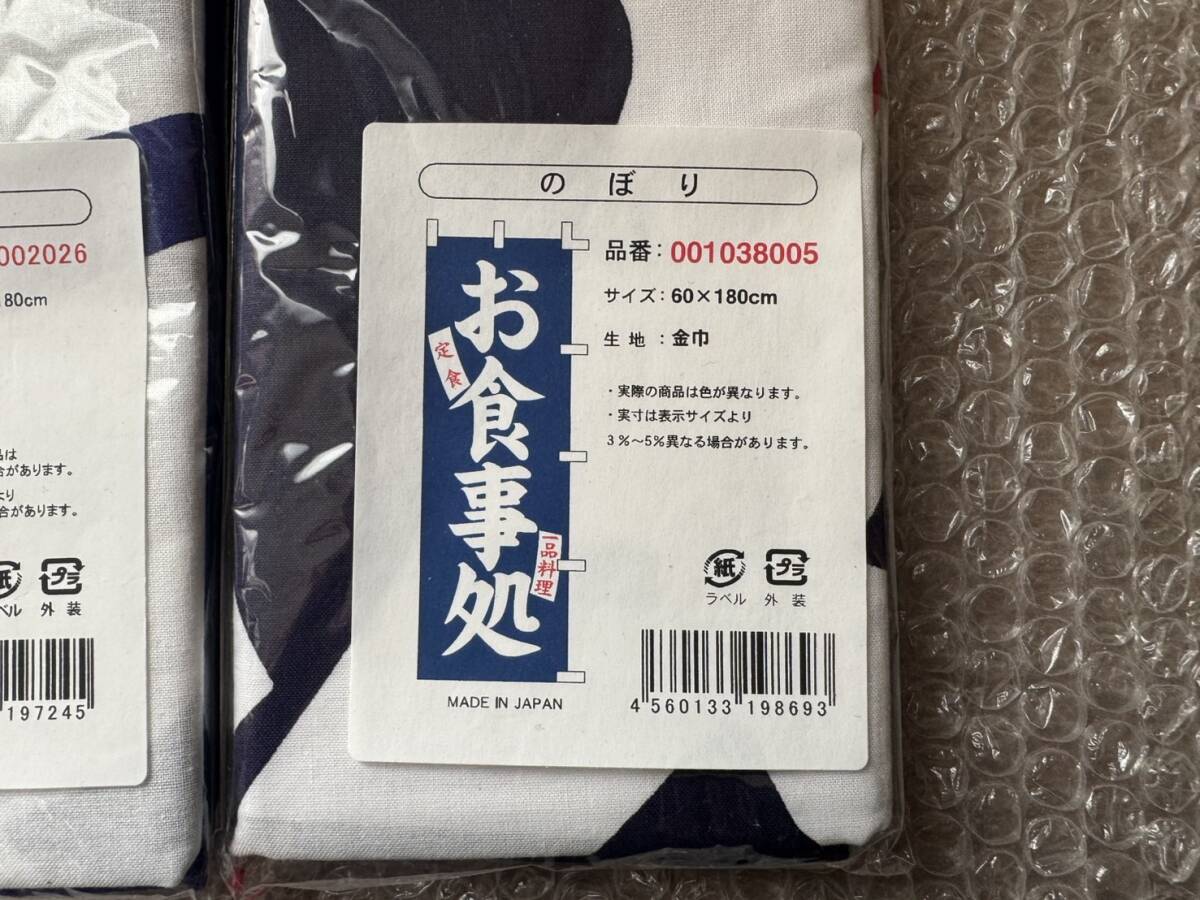 002026
80cm
合があります。
より
合があります。
ベル 外 装
197245
の ぼ り
お食事処
定食
一品料理
品番：001038005
サイズ：60×180cm
生 地 ：金巾
・実際の商品は色が異なります。
・実寸は表示サイズより
3％～5％異なる場合があります。
紙 プラ
ラベル 外 装
MADE IN JAPAN
4 560133 198693